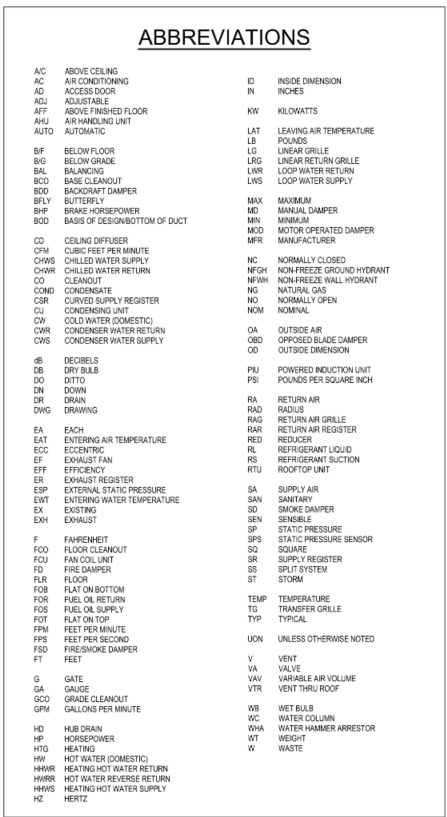 ABBREVIATIONS
A/C ABOVE CEILING
AC AIR CONDITIONING
AD ACCESS DOOR
ADJ ADJUSTABLE
AFF ABOVE FINISHED FLOOR
AHU AIR HANDLING UNIT
AUTO AUTOMATIC
B/F BELOW FLOOR
B/G BELOW GRADE
BAL BALANCING
BCO BASE CLEANOUT
BDD BACKDRAFT DAMPER
BFLY BUTTERFLY
BHP BRAKE HORSEPOWER
BOD BASIS OF DESIGN/BOTTOM OF DUCT
CD CEILING DIFFUSER
CFM CUBIC FEET PER MINUTE
CHWS CHILLED WATER SUPPLY
CHWR CHILLED WATER RETURN
CO CLEANOUT
COND CONDENSATE
CSR CURVED SUPPLY REGISTER
CU CONDENSING UNIT
CW COLD WATER (DOMESTIC)
CWR CONDENSER WATER RETURN
CWS CONDENSER WATER SUPPLY
dB DECIBELS
DB DRY BULB
DO DITTO
DN DOWN
DR DRAIN
DWG DRAWING
EA EACH
EAT ENTERING AIR TEMPERATURE
ECC ECCENTRIC
EF EXHAUST FAN
EFF EFFICIENCY
ER EXHAUST REGISTER
ESP EXTERNAL STATIC PRESSURE
EWT ENTERING WATER TEMPERATURE
EX EXISTING
EXH EXHAUST
F FAHRENHEIT
FCO FLOOR CLEANOUT
FCU FAN COIL UNIT
FD FIRE DAMPER
FLR FLOOR
FOB FLAT ON BOTTOM
FOR FUEL OIL RETURN
FOS FUEL OIL SUPPLY
FOT FLAT ON TOP
FPM FEET PER MINUTE
FPS FEET PER SECOND
FSD FIRE/SMOKE DAMPER
FT FEET
G GATE
GA GAUGE
GCO GRADE CLEANOUT
GPM GALLONS PER MINUTE
HD HUB DRAIN
HP HORSEPOWER
HTG HEATING
HW HOT WATER (DOMESTIC)
HHWR HEATING HOT WATER RETURN
HWRR HOT WATER REVERSE RETURN
HHWS HEATING HOT WATER SUPPLY
HZ HERTZ
ID INSIDE DIMENSION
IN INCHES
KW KILOWATTS
LAT LEAVING AIR TEMPERATURE
LB POUNDS
LG LINEAR GRILLE
LRG LINEAR RETURN GRILLE
LWR LOOP WATER RETURN
LWS LOOP WATER SUPPLY
MAX MAXIMUM
MD MANUAL DAMPER
MIN MINIMUM
MOD MOTOR OPERATED DAMPER
MFR MANUFACTURER
NC NORMALLY CLOSED
NFGH NON-FREEZE GROUND HYDRANT
NFWH NON-FREEZE WALL HYDRANT
NG NATURAL GAS
NO NORMALLY OPEN
NOM NOMINAL
OA OUTSIDE AIR
OBD OPPOSED BLADE DAMPER
OD OUTSIDE DIMENSION
PIU POWERED INDUCTION UNIT
PSI POUNDS PER SQUARE INCH
RA RETURN AIR
RAD RADIUS
RAG RETURN AIR GRILLE
RAR RETURN AIR REGISTER
RED REDUCER
RL REFRIGERANT LIQUID
RS REFRIGERANT SUCTION
RTU ROOFTOP UNIT
SA SUPPLY AIR
SAN SANITARY
SD SMOKE DAMPER
SEN SENSIBLE
SP STATIC PRESSURE
SPS STATIC PRESSURE SENSOR
SQ SQUARE
SR SUPPLY REGISTER
SS SPLIT SYSTEM
ST STORM
TEMP TEMPERATURE
TG TRANSFER GRILLE
TYP TYPICAL
UON UNLESS OTHERWISE NOTED
V VENT
VA VALVE
VAV VARIABLE AIR VOLUME
VTR VENT THRU ROOF
WB WET BULB
WC WATER COLUMN
WHA WATER HAMMER ARRESTOR
WT WEIGHT
W WASTE